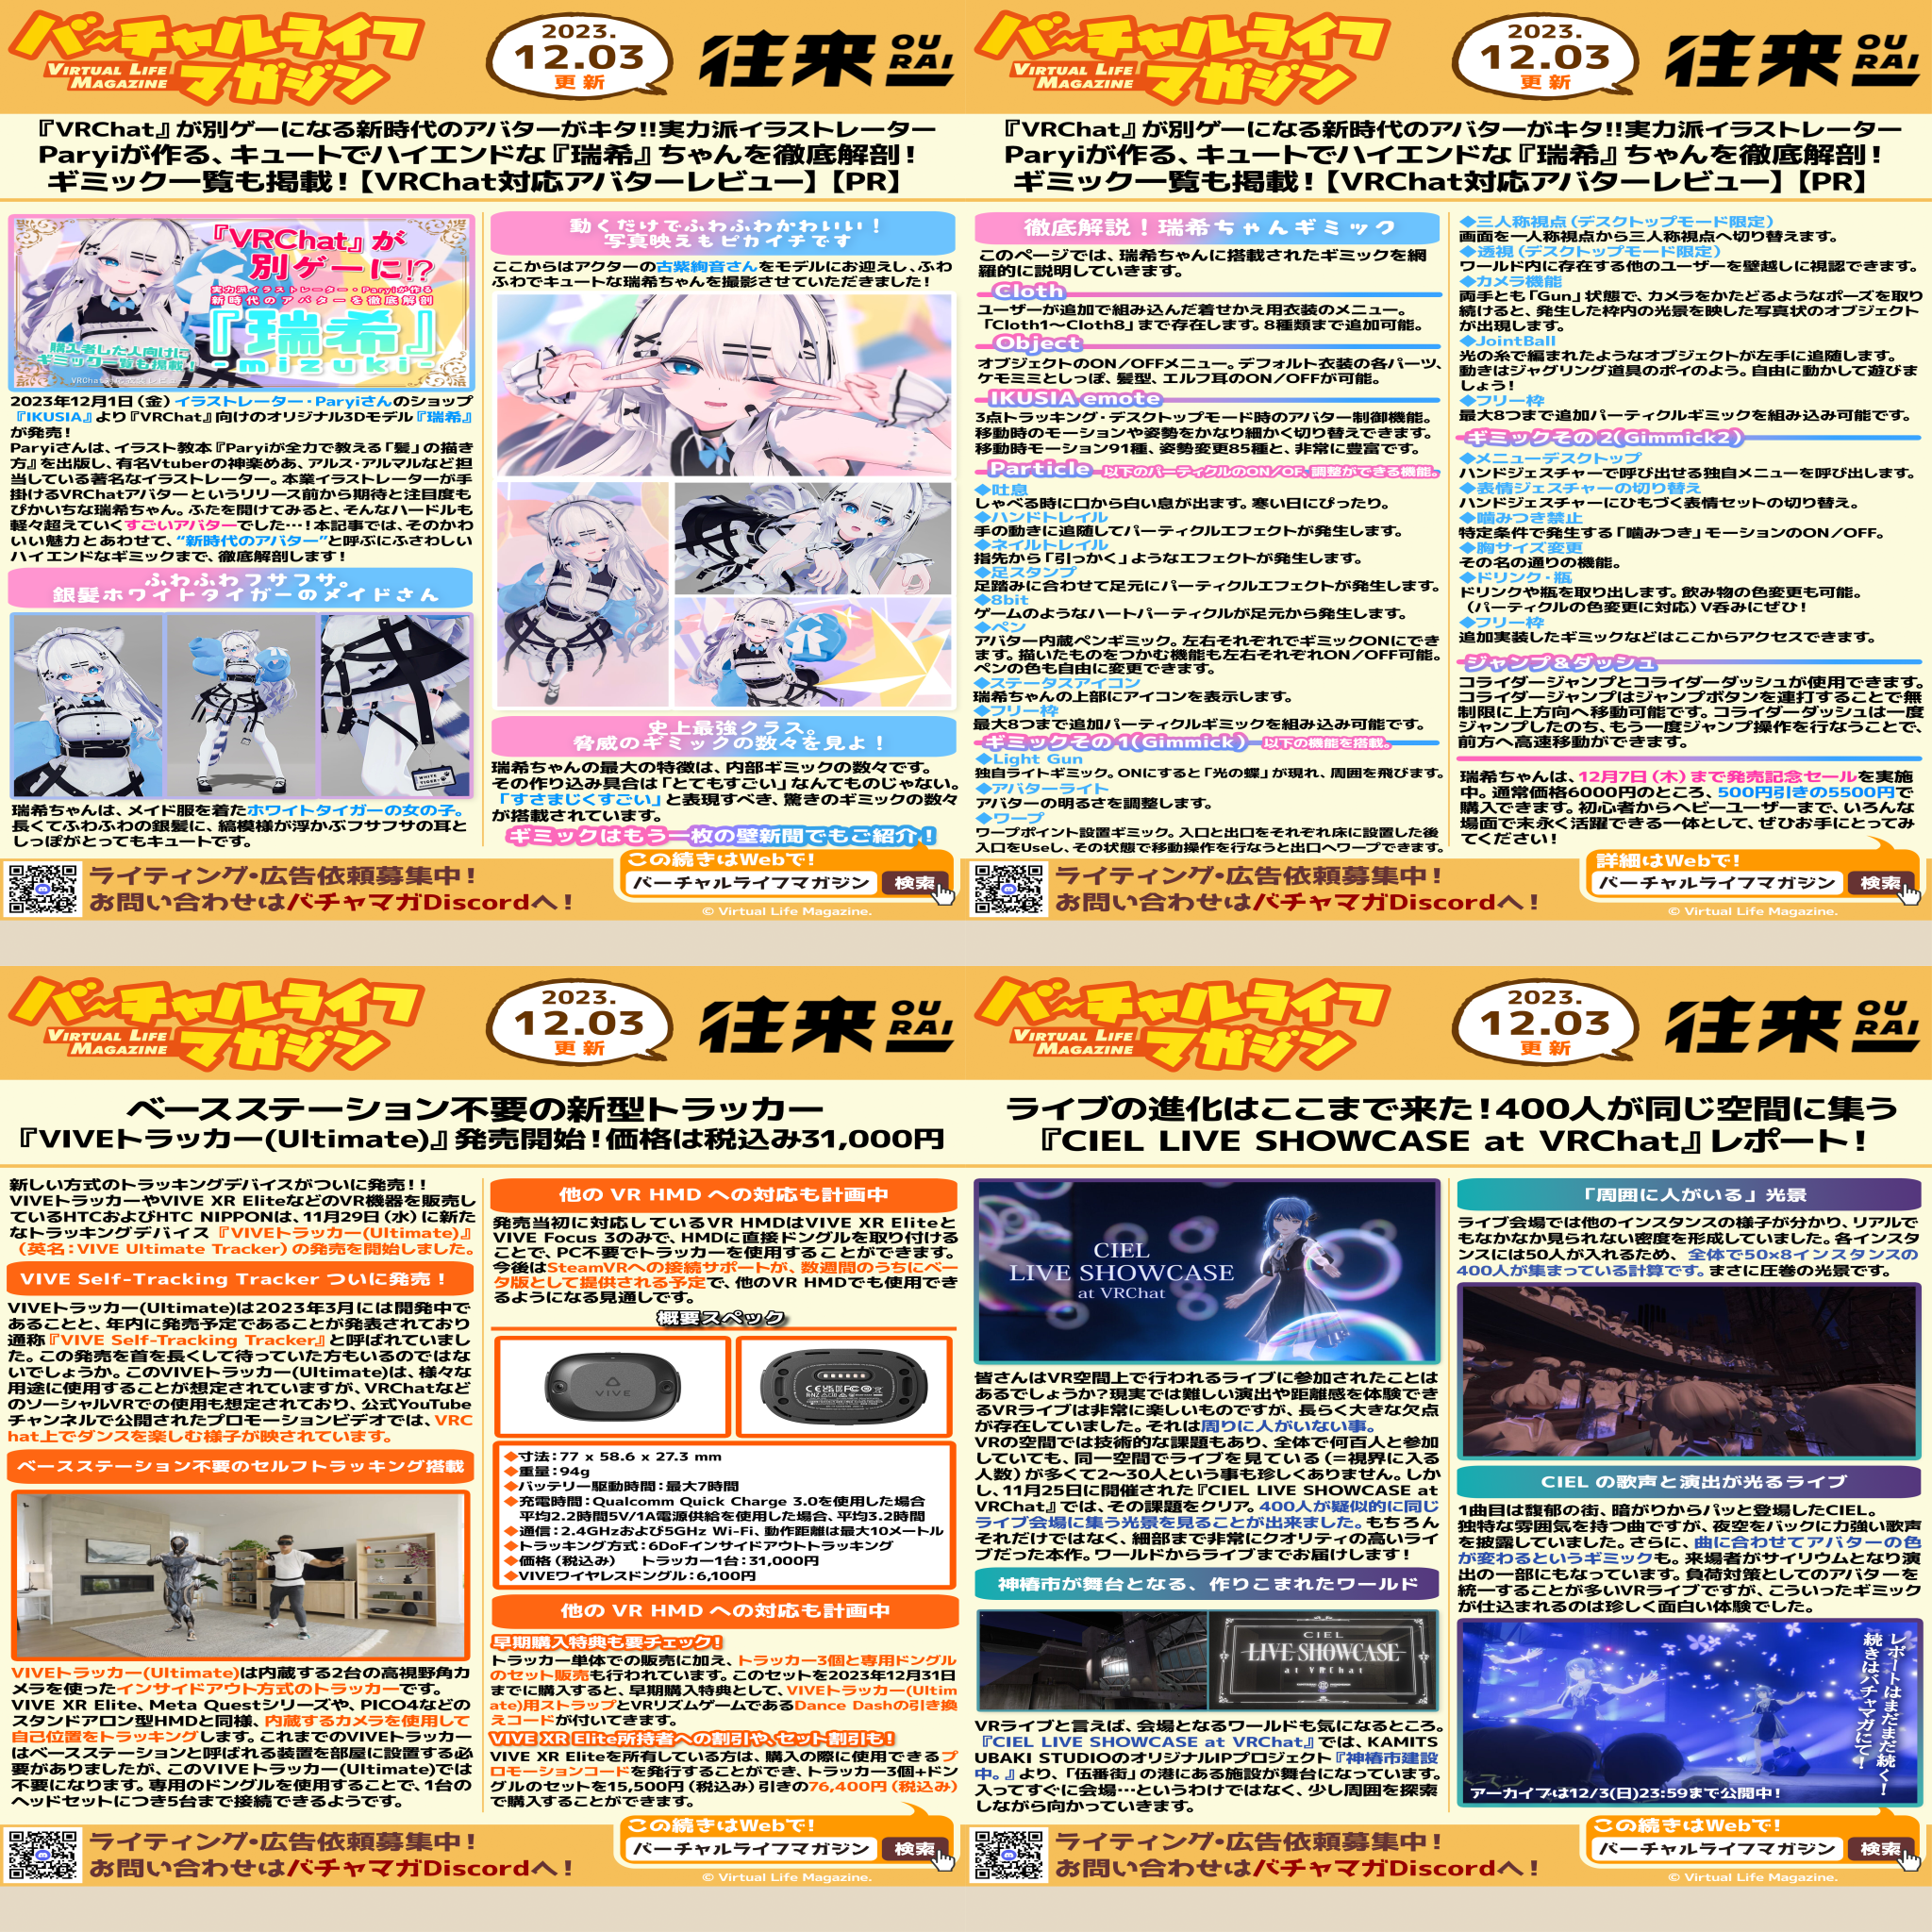 バーチャルライフ
マガジン
VIRTUAL LIFE
MAGAZINE
2023.
12.03
更新
往来
OU
RAI
『VRChat』が別ゲーになる新時代のアバターがキタ!!実力派イラストレーター
Paryiが作る、キュートでハイエンドな『瑞希』ちゃんを徹底解剖！
ギミック一覧も掲載！【VRChat対応アバターレビュー】【PR】
『VRChat』が
別ゲーに!?
実力派イラストレーター・Paryiが作る
新時代のアバターを徹底解剖
『瑞希』
-mizuki-
購入者した人向けに
ギミック一覧も掲載！
2023年12月1日（金）イラストレーター・Paryiさんのショップ
『IKUSIA』より『VRChat』向けのオリジナル3Dモデル『瑞希』
が発売！
Paryiさんは、イラスト教本『Paryiが全力で教える「髪」の描き
方』を出版し、有名Vtuberの神楽めあ、アルス・アルマルなど担
当している著名なイラストレーター。本業イラストレーターが手
掛けるVRChatアバターというリリース前から期待と注目度も
ぴかいちな瑞希ちゃん。ふたを開けてみると、そんなハードルも
軽々超えていくすごいアバターでした…！本記事では、そのかわ
いい魅力とあわせて、“新時代のアバター”と呼ぶにふさわしい
ハイエンドなギミックまで、徹底解剖します！
ふわふわフサフサ。
銀髪ホワイトタイガーのメイドさん
WHITE
TIGER
瑞希ちゃんは、メイド服を着たホワイトタイガーの女の子。
長くてふわふわの銀髪に、縞模様が浮かぶフサフサの耳と
しっぽがとってもキュートです。
動くだけでふわふわかわいい！
写真映えもピカイチです
ここからはアクターの古紫絢音さんをモデルにお迎えし、ふわ
ふわでキュートな瑞希ちゃんを撮影させていただきました！
史上最強クラス。
脅威のギミックの数々を見よ！
瑞希ちゃんの最大の特徴は、内部ギミックの数々です。
その作り込み具合は「とてもすごい」なんてものじゃない。
「すさまじくすごい」と表現すべき、驚きのギミックの数々
が搭載されています。
ギミックはもう一枚の壁新聞でもご紹介！
ライティング・広告依頼募集中！
お問い合わせはバチャマガDiscordへ！
この続きはWebで！
バーチャルライフマガジン
検索
© Virtual Life Magazine.
バーチャルライフ
マガジン
VIRTUAL LIFE
MAGAZINE
2023.
12.03
更新
往来
OU
RAI
『VRChat』が別ゲーになる新時代のアバターがキタ!!実力派イラストレーター
Paryiが作る、キュートでハイエンドな『瑞希』ちゃんを徹底解剖！
ギミック一覧も掲載！【VRChat対応アバターレビュー】【PR】
徹底解説！瑞希ちゃんギミック
このページでは、瑞希ちゃんに搭載されたギミックを網
羅的に説明していきます。
Cloth
ユーザーが追加で組み込んだ着せかえ用衣装のメニュー。
「Cloth1～Cloth8」まで存在します。8種類まで追加可能。
Object
オブジェクトのON／OFFメニュー。デフォルト衣装の各パーツ、
ケモミミとしっぽ、髪型、エルフ耳のON／OFFが可能。
IKUSIA emote
3点トラッキング・デスクトップモード時のアバター制御機能。
移動時のモーションや姿勢をかなり細かく切り替えできます。
移動時モーション91種、姿勢変更85種と、非常に豊富です。
Particle 以下のパーティクルのON／OF、調整ができる機能。
◆吐息
しゃべる時に口から白い息が出ます。寒い日にぴったり。
◆ハンドトレイル
手の動きに追随してパーティクルエフェクトが発生します。
◆ネイルトレイル
指先から「引っかく」ようなエフェクトが発生します。
◆足スタンプ
足踏みに合わせて足元にパーティクルエフェクトが発生します。
◆8bit
ゲームのようなハートパーティクルが足元から発生します。
◆ペン
アバター内蔵ペンギミック。左右それぞれでギミックONにでき
ます。描いたものをつかむ機能も左右それぞれON／OFF可能。
ペンの色も自由に変更できます。
◆ステータスアイコン
瑞希ちゃんの上部にアイコンを表示します。
◆フリー枠
最大8つまで追加パーティクルギミックを組み込み可能です。
ギミックその1(Gimmick) 以下の機能を搭載。
◆Light Gun
独自ライトギミック。ONにすると「光の蝶」が現れ、周囲を飛びます。
◆アバターライト
アバターの明るさを調整します。
◆ワープ
ワープポイント設置ギミック。入口と出口をそれぞれ床に設置した後
入口をUseし、その状態で移動操作を行なうと出口へワープできます。
◆三人称視点（デスクトップモード限定）
画面を一人称視点から三人称視点へ切り替えます。
◆透視（デスクトップモード限定）
ワールド内に存在する他のユーザーを壁越しに視認できます。
◆カメラ機能
両手とも「Gun」状態で、カメラをかたどるようなポーズを取り
続けると、発生した枠内の光景を映した写真状のオブジェクト
が出現します。
◆JointBall
光の糸で編まれたようなオブジェクトが左手に追随します。
動きはジャグリング道具のポイのよう。自由に動かして遊びま
しょう！
◆フリー枠
最大8つまで追加パーティクルギミックを組み込み可能です。
ギミックその2(Gimmick2)
◆メニューデスクトップ
ハンドジェスチャーで呼び出せる独自メニューを呼び出します。
◆表情ジェスチャーの切り替え
ハンドジェスチャーにひもづく表情セットの切り替え。
◆噛みつき禁止
特定条件で発生する「噛みつき」モーションのON／OFF。
◆胸サイズ変更
その名の通りの機能。
◆ドリンク・瓶
ドリンクや瓶を取り出します。飲み物の色変更も可能。
（パーティクルの色変更に対応）V呑みにぜひ！
◆フリー枠
追加実装したギミックなどはここからアクセスできます。
ジャンプ＆ダッシュ
コライダージャンプとコライダーダッシュが使用できます。
コライダージャンプはジャンプボタンを連打することで無
制限に上方向へ移動可能です。コライダーダッシュは一度
ジャンプしたのち、もう一度ジャンプ操作を行なうことで、
前方へ高速移動ができます。
瑞希ちゃんは、12月7日（木）まで発売記念セールを実施
中。通常価格6000円のところ、500円引きの5500円で
購入できます。初心者からヘビーユーザーまで、いろんな
場面で末永く活躍できる一体として、ぜひお手にとってみ
てください！
ライティング・広告依頼募集中！
お問い合わせはバチャマガDiscordへ！
詳細はWebで！
バーチャルライフマガジン
検索
© Virtual Life Magazine.
バーチャルライフ
マガジン
VIRTUAL LIFE
MAGAZINE
2023.
12.03
更新
往来
OU
RAI
ベースステーション不要の新型トラッカー
『VIVEトラッカー(Ultimate)』発売開始！価格は税込み31,000円
新しい方式のトラッキングデバイスがついに発売！！
VIVEトラッカーやVIVE XR EliteなどのVR機器を販売し
ているHTCおよびHTC NIPPONは、11月29日（水）に新た
なトラッキングデバイス『VIVEトラッカー(Ultimate)』
（英名：VIVE Ultimate Tracker）の発売を開始しました。
VIVE Self-Tracking Tracker ついに発売！
VIVEトラッカー(Ultimate)は2023年3月には開発中で
あることと、年内に発売予定であることが発表されており
通称『VIVE Self-Tracking Tracker』と呼ばれていまし
た。この発売を首を長くして待っていた方もいるのではな
いでしょうか。このVIVEトラッカー(Ultimate)は、様々な
用途に使用することが想定されていますが、VRChatなど
のソーシャルVRでの使用も想定されており、公式YouTube
チャンネルで公開されたプロモーションビデオでは、VRC
hat上でダンスを楽しむ様子が映されています。
ベースステーション不要のセルフトラッキング搭載
VIVEトラッカー(Ultimate)は内蔵する2台の高視野角カ
メラを使ったインサイドアウト方式のトラッカーです。
VIVE XR Elite、Meta Questシリーズや、PICO4などの
スタンドアロン型HMDと同様、内蔵するカメラを使用して
自己位置をトラッキングします。これまでのVIVEトラッカー
はベースステーションと呼ばれる装置を部屋に設置する必
要がありましたが、このVIVEトラッカー(Ultimate)では
不要になります。専用のドングルを使用することで、1台の
ヘッドセットにつき5台まで接続できるようです。
他の VR HMD への対応も計画中
発売当初に対応しているVR HMDはVIVE XR Eliteと
VIVE Focus 3のみで、HMDに直接ドングルを取り付ける
ことで、PC不要でトラッカーを使用することができます。
今後はSteamVRへの接続サポートが、数週間のうちにベー
タ版として提供される予定で、他のVR HMDでも使用でき
るようになる見通しです。
概要スペック
VIVE
◆寸法：77 x 58.6 x 27.3 mm
◆重量：94g
◆バッテリー駆動時間：最大7時間
◆充電時間：Qualcomm Quick Charge 3.0を使用した場合
平均2.2時間5V/1A電源供給を使用した場合、平均3.2時間
◆通信：2.4GHzおよび5GHz Wi-Fi、動作距離は最大10メートル
◆トラッキング方式：6DoFインサイドアウトトラッキング
◆価格（税込み） トラッカー1台：31,000円
◆VIVEワイヤレスドングル：6,100円
他の VR HMD への対応も計画中
早期購入特典も要チェック！
トラッカー単体での販売に加え、トラッカー3個と専用ドングル
のセット販売も行われています。このセットを2023年12月31日
までに購入すると、早期購入特典として、VIVEトラッカー(Ultim
ate)用ストラップとVRリズムゲームであるDance Dashの引き換
えコードが付いてきます。
VIVE XR Elite所持者への割引や、セット割引も！
VIVE XR Eliteを所有している方は、購入の際に使用できるプ
ロモーションコードを発行することができ、トラッカー3個+ドン
グルのセットを15,500円（税込み）引きの76,400円（税込み）
で購入することができます。
ライティング・広告依頼募集中！
お問い合わせはバチャマガDiscordへ！
この続きはWebで！
バーチャルライフマガジン
検索
© Virtual Life Magazine.
バーチャルライフ
マガジン
VIRTUAL LIFE
MAGAZINE
2023.
12.03
更新
往来
OU
RAI
ライブの進化はここまで来た！400人が同じ空間に集う
『CIEL LIVE SHOWCASE at VRChat』レポート！
CIEL
LIVE SHOWCASE
at VRChat
皆さんはVR空間上で行われるライブに参加されたことは
あるでしょうか？現実では難しい演出や距離感を体験でき
るVRライブは非常に楽しいものですが、長らく大きな欠点
が存在していました。それは周りに人がいない事。
VRの空間では技術的な課題もあり、全体で何百人と参加
していても、同一空間でライブを見ている（＝視界に入る
人数）が多くて2～30人という事も珍しくありません。しか
し、11月25日に開催された『CIEL LIVE SHOWCASE at
VRChat』では、その課題をクリア。400人が疑似的に同じ
ライブ会場に集う光景を見ることが出来ました。もちろん
それだけではなく、細部まで非常にクオリティの高いライ
ブだった本作。ワールドからライブまでお届けします！
神椿市が舞台となる、作りこまれたワールド
CIEL
LIVE SHOWCASE
at VRChat
VRライブと言えば、会場となるワールドも気になるところ。
『CIEL LIVE SHOWCASE at VRChat』では、KAMITS
UBAKI STUDIOのオリジナルIPプロジェクト『神椿市建設
中。』より、「伍番街」の港にある施設が舞台になっています。
入ってすぐに会場…というわけではなく、少し周囲を探索
しながら向かっていきます。
「周囲に人がいる」光景
ライブ会場では他のインスタンスの様子が分かり、リアルで
もなかなか見られない密度を形成していました。各インスタ
ンスには50人が入れるため、全体で50×8インスタンスの
400人が集まっている計算です。まさに圧巻の光景です。
CIEL の歌声と演出が光るライブ
1曲目は馥郁の街、暗がりからパッと登場したCIEL。
独特な雰囲気を持つ曲ですが、夜空をバックに力強い歌声
を披露していました。さらに、曲に合わせてアバターの色
が変わるというギミックも。来場者がサイリウムとなり演
出の一部にもなっています。負荷対策としてのアバターを
統一することが多いVRライブですが、こういったギミック
が仕込まれるのは珍しく面白い体験でした。
レポートはまだまだ続く！
続きは、バチャマガにて！
アーカイブは12/3(日)23:59まで公開中！
ライティング・広告依頼募集中！
お問い合わせはバチャマガDiscordへ！
この続きはWebで！
バーチャルライフマガジン
検索
© Virtual Life Magazine.